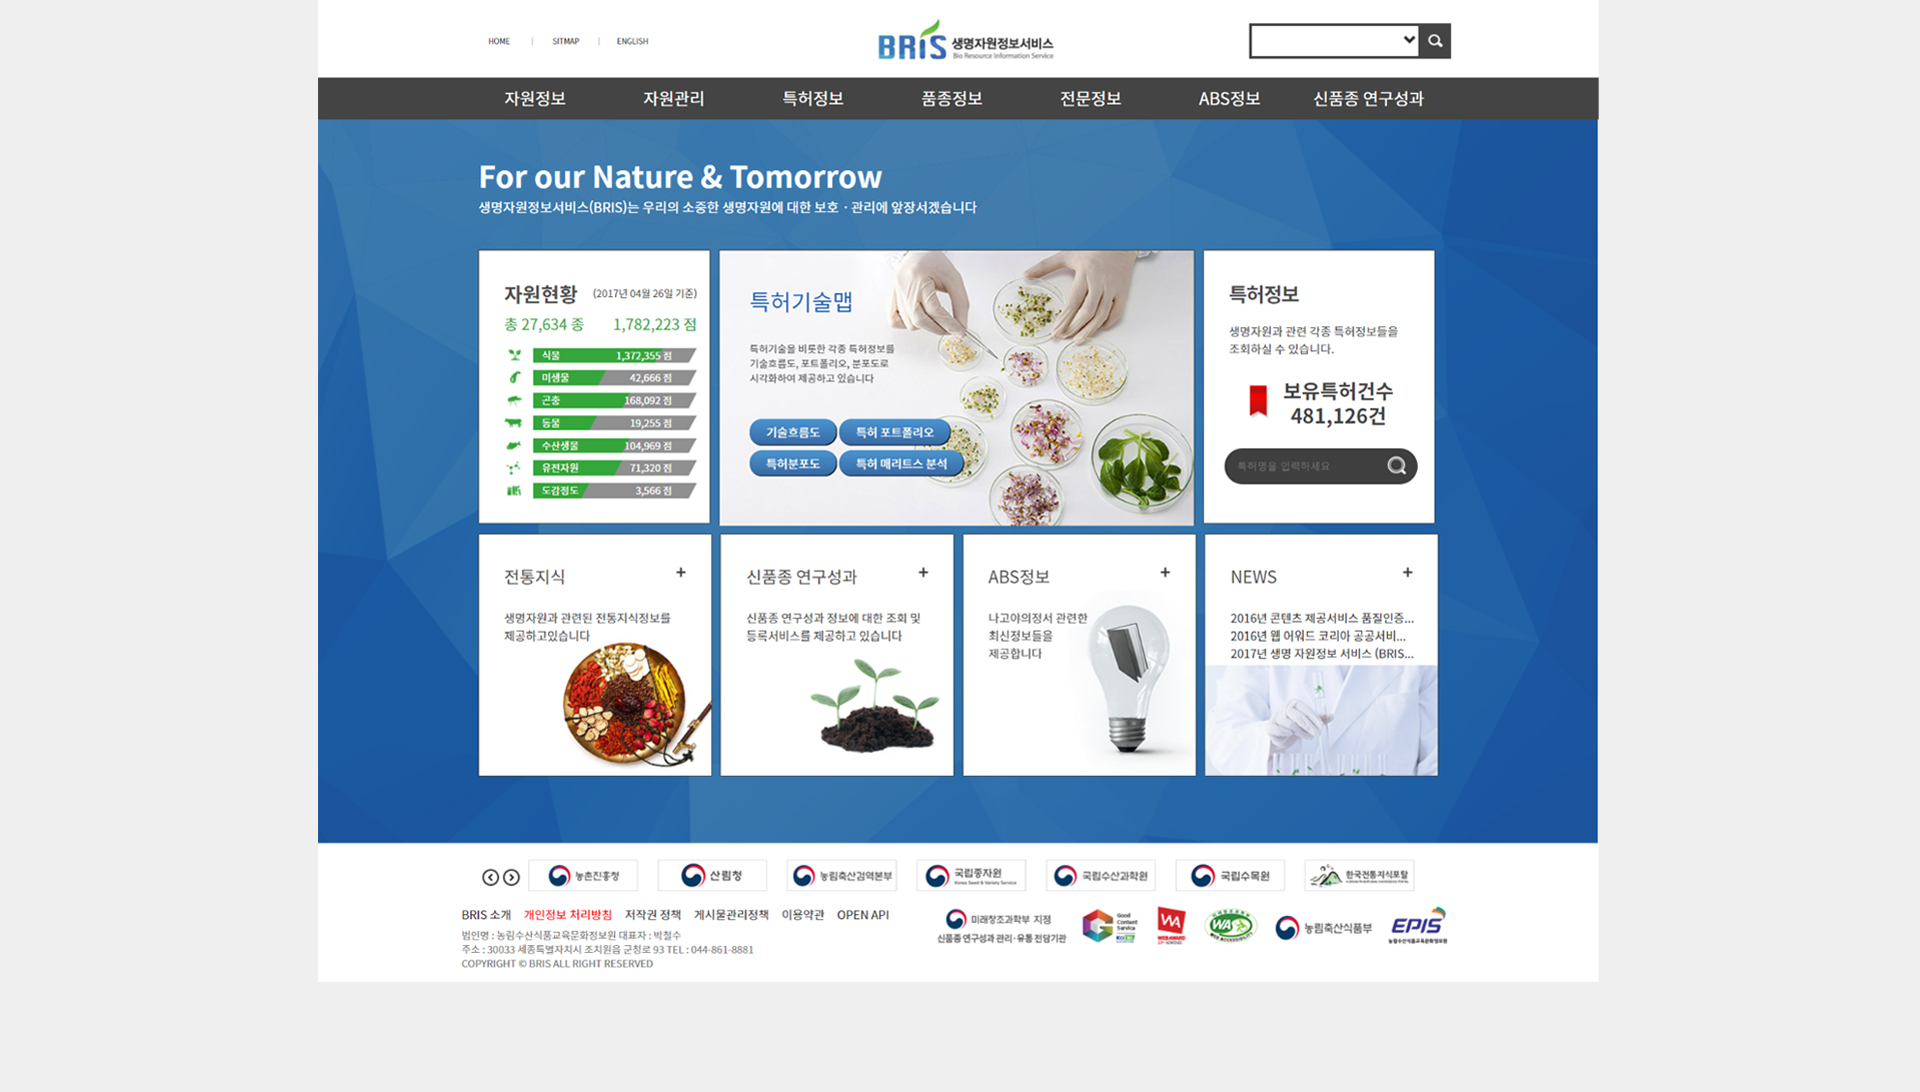 HOME | SITMAP | ENGLISH
BRIS 생명자원정보서비스
Bio Resource Information Service
자원정보 자원관리 특허정보 품종정보 전문정보 ABS정보 신품종 연구성과
For our Nature & Tomorrow
생명자원정보서비스(BRIS)는 우리의 소중한 생명자원에 대한 보호 · 관리에 앞장서겠습니다
자원현황 (2017년 04월 26일 기준)
총 27,634 종 1,782,223 점
식물 1,372,355 점
미생물 42,666 점
곤충 168,092 점
동물 19,255 점
수산생물 104,969 점
유전자원 71,320 점
도감정도 3,566 점
특허기술맵
특허기술을 비롯한 각종 특허정보를
기술흐름도, 포트폴리오, 분포도로
시각화하여 제공하고 있습니다
기술흐름도 특허 포트폴리오
특허분포도 특허 매리트스 분석
특허정보
생명자원과 관련 각종 특허정보들을
조회하실 수 있습니다.
보유특허건수
481,126건
특허명을 입력하세요
전통지식 +
생명자원과 관련된 전통지식정보를
제공하고있습니다
신품종 연구성과 +
신품종 연구성과 정보에 대한 조회 및
등록서비스를 제공하고 있습니다
ABS정보 +
나고야의정서 관련한
최신정보들을
제공합니다
NEWS +
2016년 콘텐츠 제공서비스 품질인증...
2016년 웹 어워드 코리아 공공서비...
2017년 생명 자원정보 서비스 (BRIS...
농촌진흥청 산림청 농림축산검역본부 국립종자원 국립수산과학원 국립수목원 한국전통지식포탈
Korea Seed & Variety Service
BRIS 소개 개인정보 처리방침 저작권 정책 게시물관리정책 이용약관 OPEN API
법인명 : 농림수산식품교육문화정보원 대표자 : 박철수
주소 : 30033 세종특별자치시 조치원읍 군청로 93 TEL : 044-861-8881
COPYRIGHT © BRIS ALL RIGHT RESERVED
미래창조과학부 지정
신품종 연구성과 관리·유통 전담기관
Good
Content
Service
WA
WEB AWARD
WA
WEB ACCESSIBILITY
농림축산식품부
EPIS
농림수산식품교육문화정보원